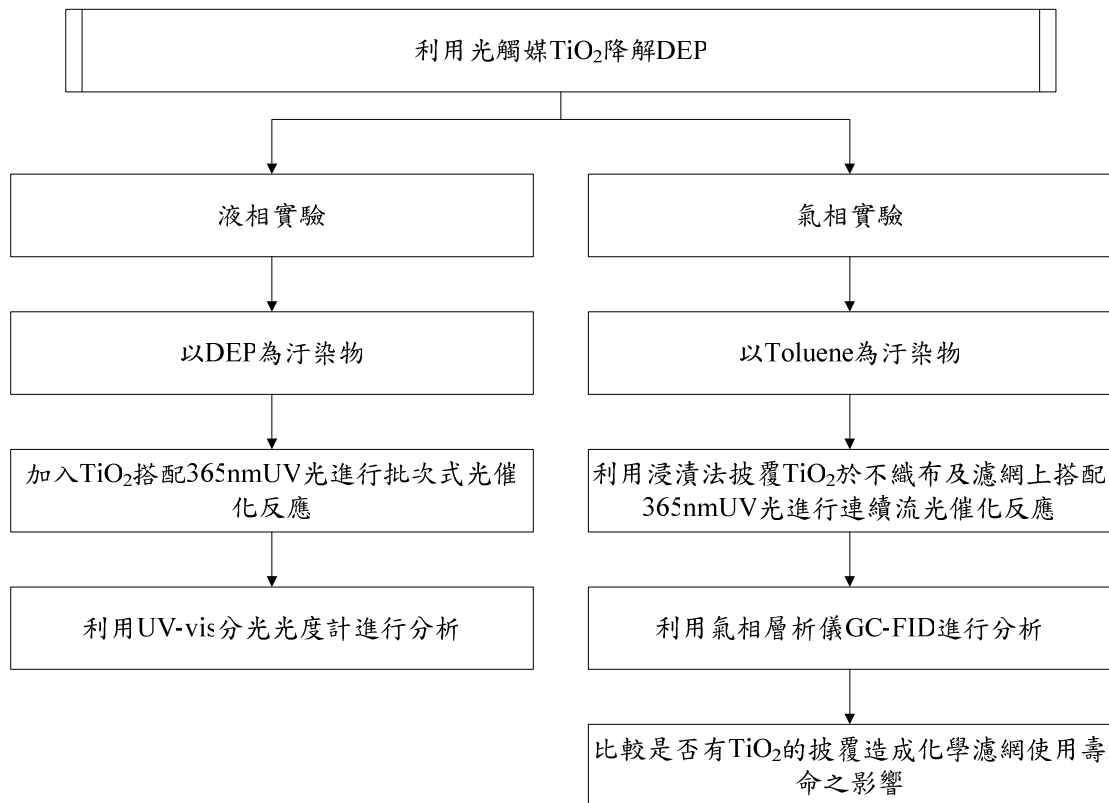 利用光觸媒TiO₂降解DEP
液相實驗
以DEP為汙染物
加入TiO₂搭配365nmUV光進行批次式光催
化反應
利用UV-vis分光光度計進行分析
氣相實驗
以Toluene為汙染物
利用浸漬法披覆TiO₂於不織布及濾網上搭配
365nmUV光進行連續流光催化反應
利用氣相層析儀GC-FID進行分析
比較是否有TiO₂的披覆造成化學濾網使用壽
命之影響